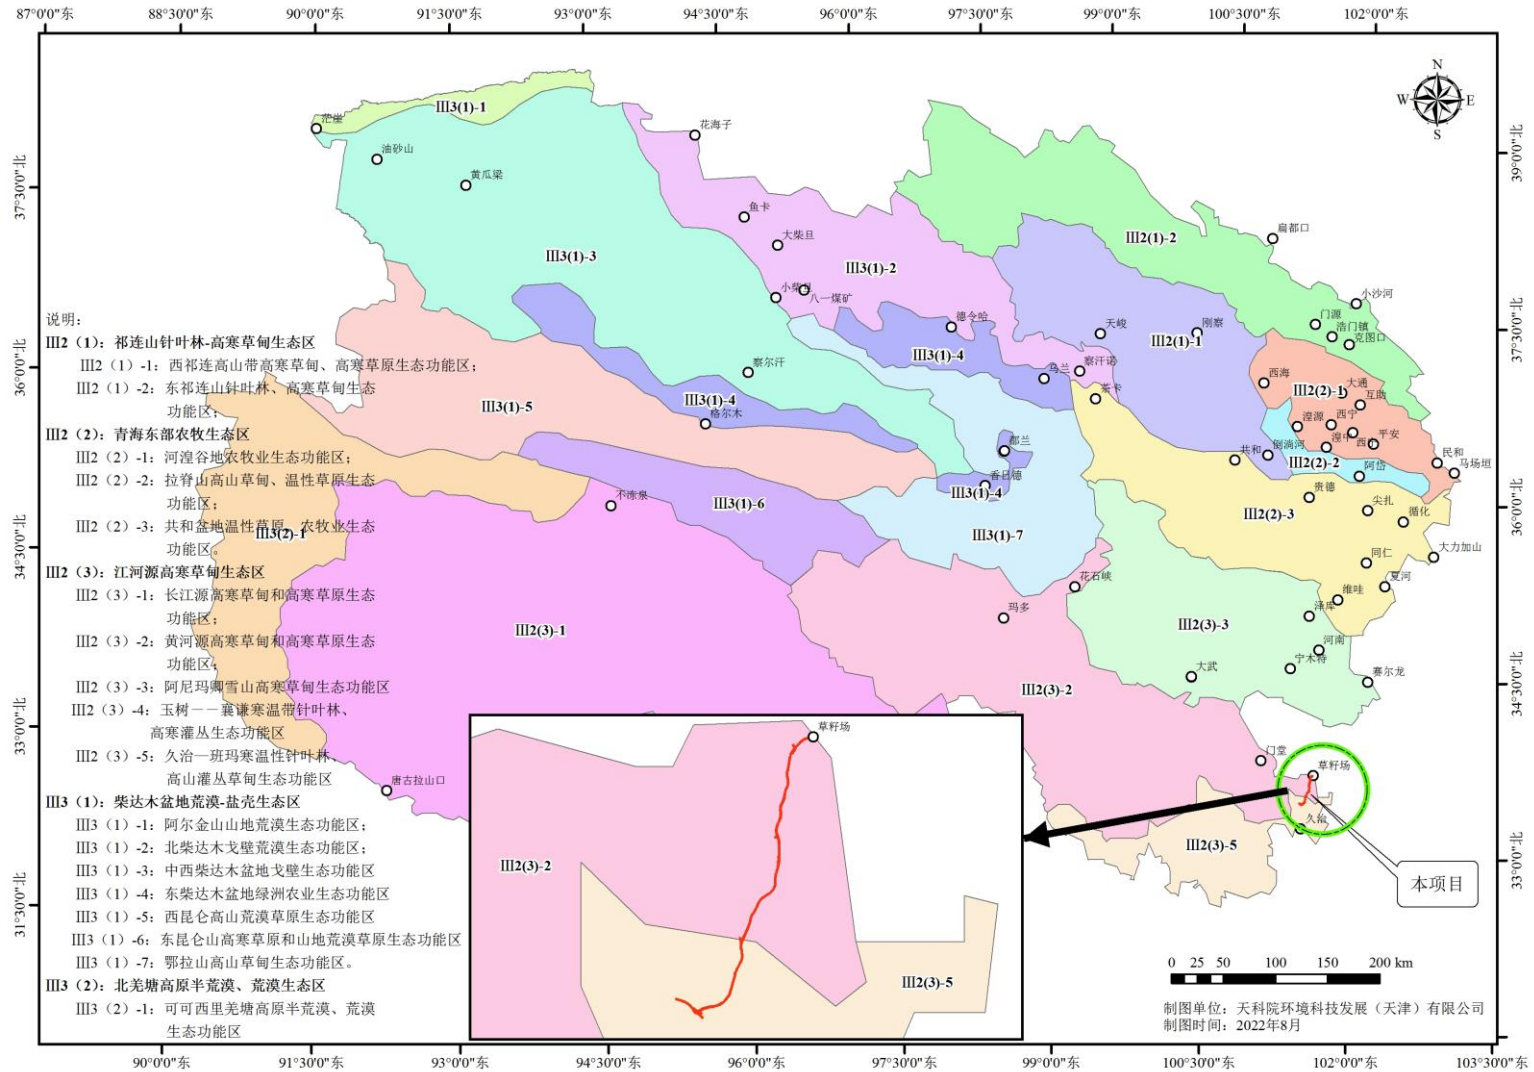 87°0'0"东
88°30'0"东
90°0'0"东
91°30'0"东
93°0'0"东
94°30'0"东
96°0'0"东
97°30'0"东
99°0'0"东
100°30'0"东
102°0'0"东
N
W
E
S
37°30'0"北
36°0'0"北
34°30'0"北
33°0'0"北
31°30'0"北
39°0'0"北
37°30'0"北
36°0'0"北
34°30'0"北
33°0'0"北
III3(1)-1
茫崖
油砂山
黄瓜梁
花海子
鱼卡
大柴旦
III2(1)-2
扁都口
III3(1)-3
III3(1)-2
小柴旦
八一煤矿
小沙河
德令哈
天峻
刚察
门源
浩门镇
克图口
III2(1)-1
III3(1)-4
察尔汗
乌兰
察汗诺
茶卡
西海
III2(2)-1
大通
互助
III3(1)-4
III3(1)-5
格尔木
湟源
西宁
都兰
共和
倒淌河
湟中
西
平安
民和
马场垣
III2(2)-2
阿岱
香日德
III3(1)-4
III3(1)-6
不冻泉
贵德
尖扎
循化
III2(2)-3
III3(2)-1
III3(1)-7
大力加山
同仁
花石峡
夏河
维哇
玛多
泽库
III2(3)-1
III2(3)-3
河南
宁木特
大武
赛尔龙
III2(3)-2
唐古拉山口
门堂
草籽场
久治
III2(3)-5
本项目
说明：
III2（1）：祁连山针叶林-高寒草甸生态区
III2（1）-1：西祁连高山带高寒草甸、高寒草原生态功能区；
III2（1）-2：东祁连山针叶林、高寒草甸生态
功能区；
III2（2）：青海东部农牧生态区
III2（2）-1：河湟谷地农牧业生态功能区；
III2（2）-2：拉脊山高山草甸、温性草原生态
功能区；
III2（2）-3：共和盆地温性草原、农牧业生态
功能区。
III2（3）：江河源高寒草甸生态区
III2（3）-1：长江源高寒草甸和高寒草原生态
功能区；
III2（3）-2：黄河源高寒草甸和高寒草原生态
功能区；
III2（3）-3：阿尼玛卿雪山高寒草甸生态功能区
III2（3）-4：玉树－－襄谦寒温带针叶林、
高寒灌丛生态功能区
III2（3）-5：久治—班玛寒温性针叶林、
高山灌丛草甸生态功能区
III3（1）：柴达木盆地荒漠-盐壳生态区
III3（1）-1：阿尔金山山地荒漠生态功能区；
III3（1）-2：北柴达木戈壁荒漠生态功能区；
III3（1）-3：中西柴达木盆地戈壁生态功能区
III3（1）-4：东柴达木盆地绿洲农业生态功能区
III3（1）-5：西昆仑高山荒漠草原生态功能区
III3（1）-6：东昆仑山高寒草原和山地荒漠草原生态功能区
III3（1）-7：鄂拉山高山草甸生态功能区。
III3（2）：北羌塘高原半荒漠、荒漠生态区
III3（2）-1：可可西里羌塘高原半荒漠、荒漠
生态功能区
草籽场
III2(3)-2
III2(3)-5
0 25 50 100 150 200 km
制图单位：天科院环境科技发展（天津）有限公司
制图时间：2022年8月
90°0'0"东
91°30'0"东
93°0'0"东
94°30'0"东
96°0'0"东
97°30'0"东
99°0'0"东
100°30'0"东
102°0'0"东
103°30'0"东